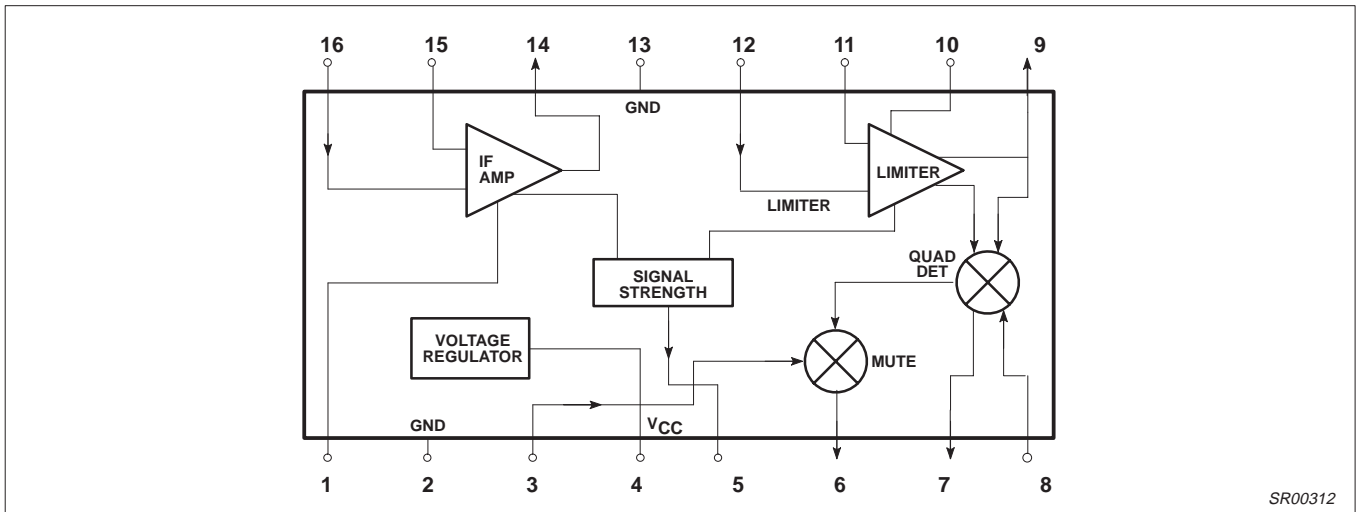 16 15 14 13 12 11 10 9
GND
IF
AMP
LIMITER
LIMITER
QUAD
DET
SIGNAL
STRENGTH
VOLTAGE
REGULATOR
MUTE
GND
VCC
1 2 3 4 5 6 7 8
SR00312